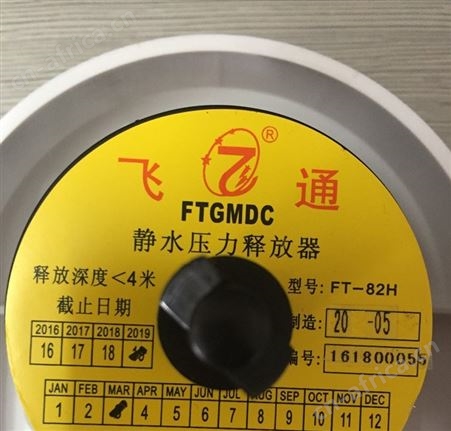 飞 通 ®
FTGMDC
静水压力释放器
释放深度<4米
截止日期
型号: FT-82H
制造: 20 -05
编号: 161800055
2016 2017 2018 2019
16 17 18
JAN FEB MAR APR MAY JUN JUL AUG SEP OCT NOV DEC
1 2 4 5 6 7 8 9 10 11 12